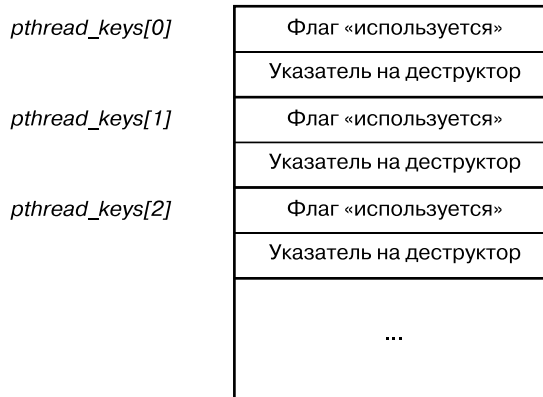 pthread_keys[0]
Флаг «используется»
Указатель на деструктор
pthread_keys[1]
Флаг «используется»
Указатель на деструктор
pthread_keys[2]
Флаг «используется»
Указатель на деструктор
...